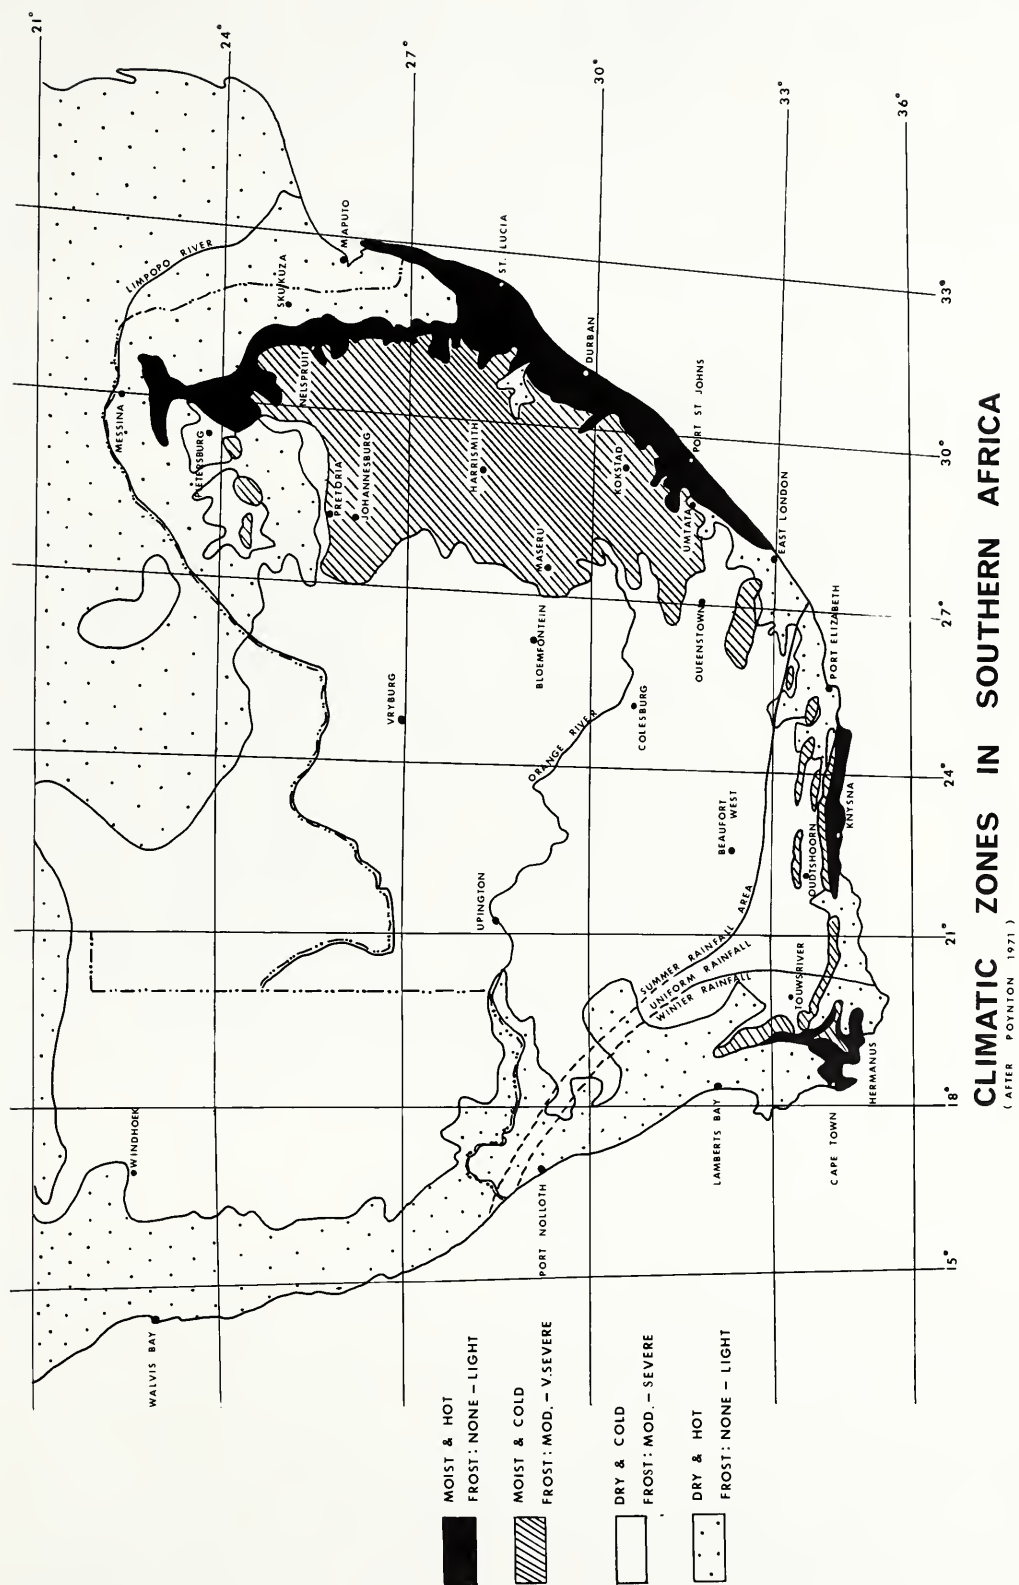 21°
24°
27°
30°
33°
36°
LIMPOPO RIVER
MAPUTO
SKUKUZA
ST. LUCIA
MESSINA
NELSPRUIT
DURBAN
PIETERSBURG
PRETORIA
JOHANNESBURG
HARRISMITH
KOKSTAD
PORT ST JOHNS
MASERU
UMTATA
EAST LONDON
BLOEMFONTEIN
QUEENSTOWN
PORT ELIZABETH
VRYBURG
COLESBURG
ORANGE RIVER
BEAUFORT
WEST
OUDTSHOORN
KNYSNA
UPINGTON
SUMMER RAINFALL AREA
UNIFORM RAINFALL
WINTER RAINFALL
TOUWSRIVER
HERMANUS
WINDHOEK
LAMBERTS BAY
CAPE TOWN
PORT NOLLOTH
WALVIS BAY
15°
18°
21°
24°
27°
30°
33°
MOIST & HOT
FROST: NONE – LIGHT
MOIST & COLD
FROST: MOD. – V.SEVERE
DRY & COLD
FROST: MOD. – SEVERE
DRY & HOT
FROST: NONE – LIGHT
CLIMATIC ZONES IN SOUTHERN AFRICA
( AFTER POYNTON 1971 )